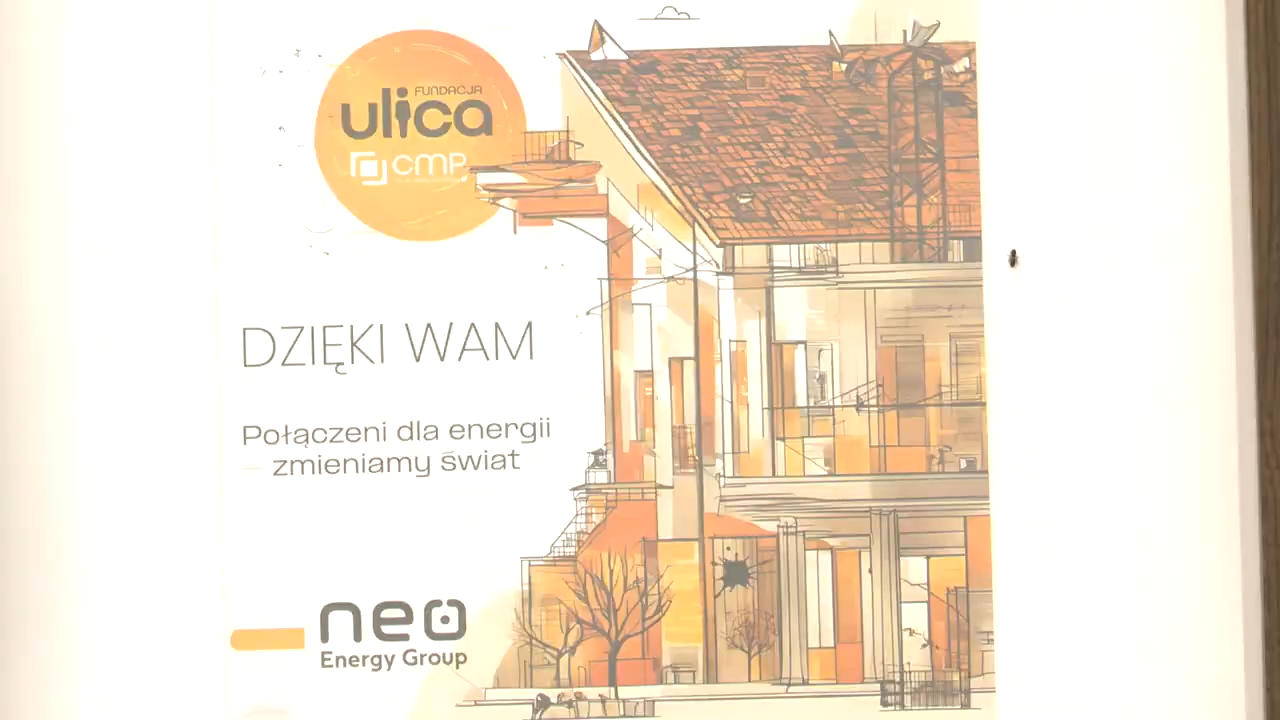 FUNDACJA
ulica
CMP
DZIĘKI WAM
Połączeni dla energii
zmieniamy świat
neo
Energy Group